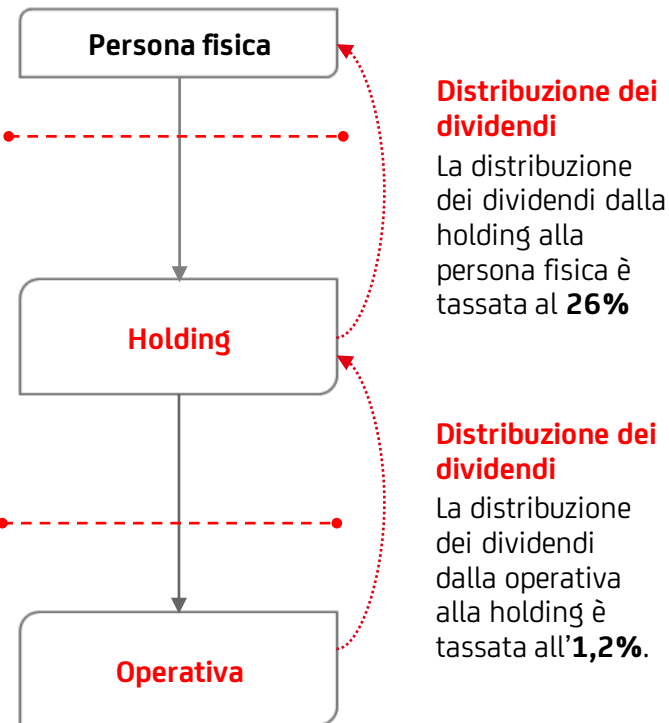 Persona fisica
Distribuzione dei
dividendi
La distribuzione
dei dividendi dalla
holding alla
persona fisica è
tassata al 26%
Holding
Distribuzione dei
dividendi
La distribuzione
dei dividendi
dalla operativa
alla holding è
tassata all’1,2%.
Operativa